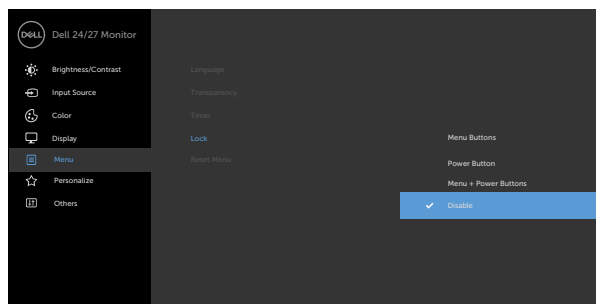 DELL
Dell 24/27 Monitor
Brightness/Contrast
Input Source
Color
Display
Menu
Personalize
Others
Language
Transparency
Timer
Lock
Reset Menu
Menu Buttons
Power Button
Menu + Power Buttons
Disable